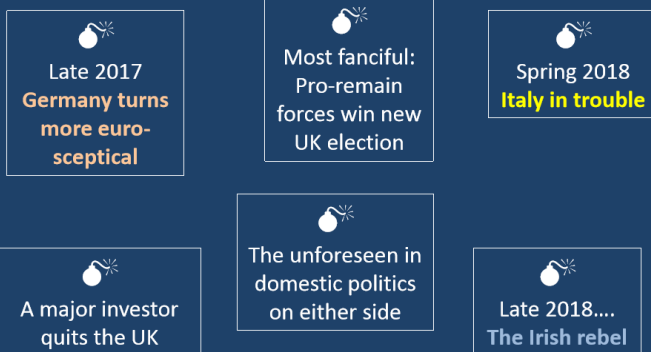 Late 2017
Germany turns
more euro-
sceptical
Most fanciful:
Pro-remain
forces win new
UK election
Spring 2018
Italy in trouble
A major investor
quits the UK
The unforeseen in
domestic politics
on either side
Late 2018....
The Irish rebel